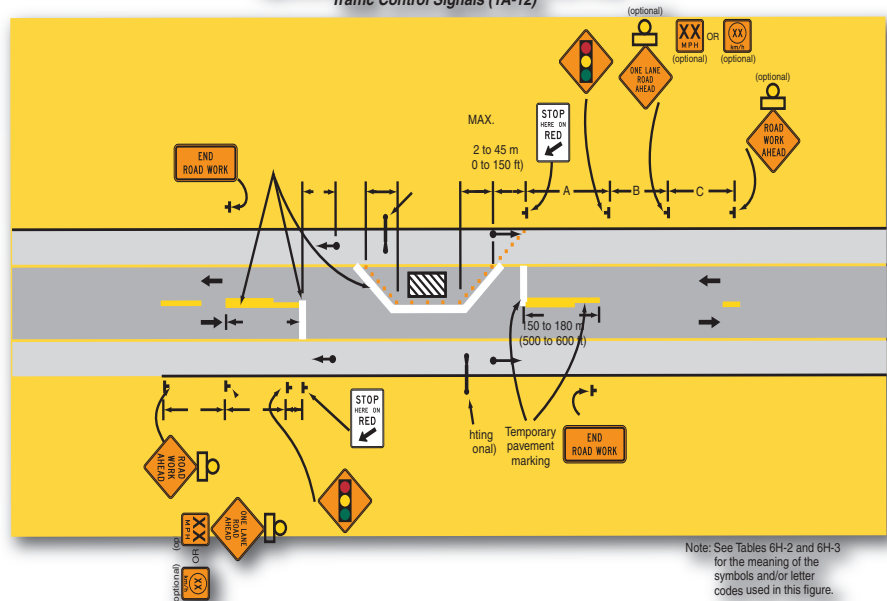 Traffic Control Signals (TA-12)
(optional)
XX
MPH
(optional)
OR
XX
km/h
(optional)
ONE LANE
ROAD
AHEAD
(optional)
ROAD
WORK
AHEAD
MAX.
2 to 45 m
0 to 150 ft)
STOP
HERE ON
RED
END
ROAD WORK
A
B
C
150 to 180 m
(500 to 600 ft)
STOP
HERE ON
RED
hting
onal)
Temporary
pavement
marking
END
ROAD WORK
ROAD
WORK
AHEAD
ONE LANE
ROAD
AHEAD
XX
MPH
(op
OR
XX
km/h
optional)
Note: See Tables 6H-2 and 6H-3
for the meaning of the
symbols and/or letter
codes used in this figure.